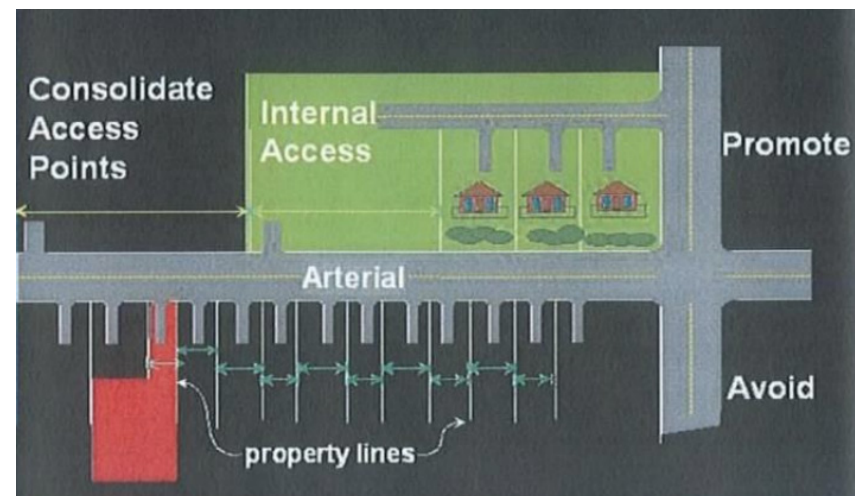 Consolidate
Access
Points
Internal
Access
Promote
Arterial
Avoid
property lines